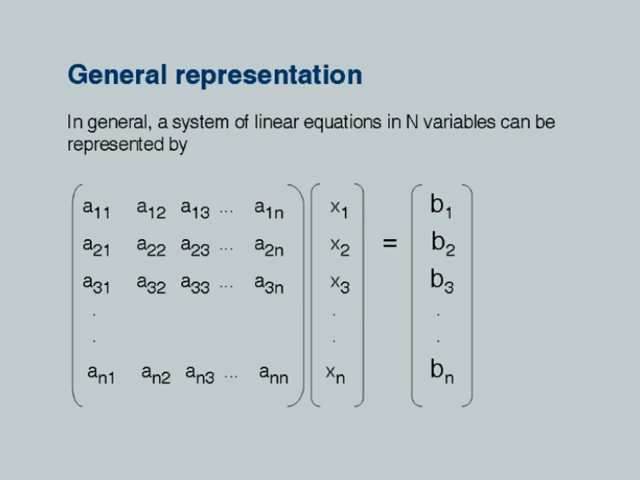 General representation
In general, a system of linear equations in N variables can be
represented by
a11 a12 a13 ... a1n x1 b1
a21 a22 a23 ... a2n x2 = b2
a31 a32 a33 ... a3n x3 b3
. . .
. . .
an1 an2 an3 ... ann xn bn